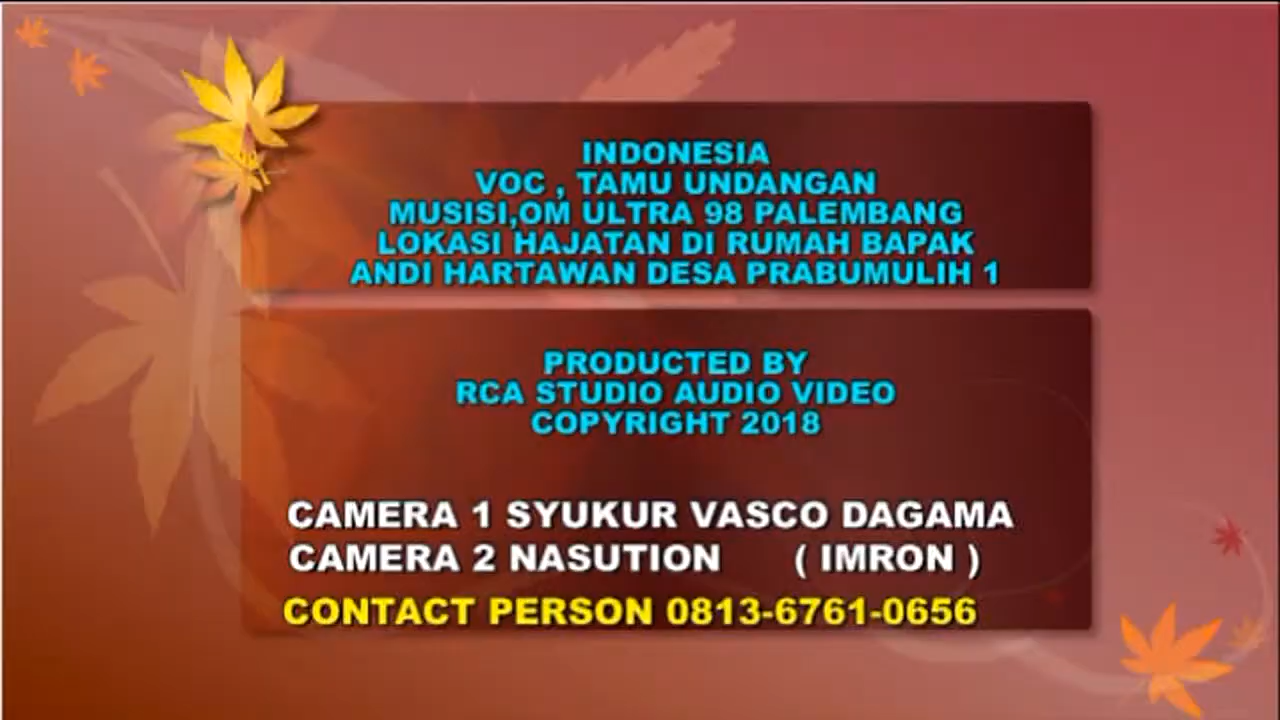 INDONESIA
VOC , TAMU UNDANGAN
MUSISI,OM ULTRA 98 PALEMBANG
LOKASI HAJATAN DI RUMAH BAPAK
ANDI HARTAWAN DESA PRABUMULIH 1
PRODUCTED BY
RCA STUDIO AUDIO VIDEO
COPYRIGHT 2018
CAMERA 1 SYUKUR VASCO DAGAMA
CAMERA 2 NASUTION ( IMRON )
CONTACT PERSON 0813-6761-0656